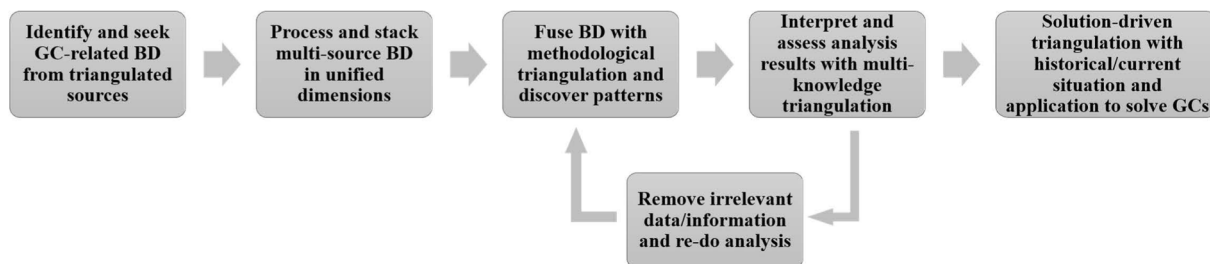 Identify and seek
GC-related BD
from triangulated
sources
Process and stack
multi-source BD
in unified
dimensions
Fuse BD with
methodological
triangulation and
discover patterns
Interpret and
assess analysis
results with multi-
knowledge
triangulation
Solution-driven
triangulation with
historical/current
situation and
application to solve GCs
Remove irrelevant
data/information
and re-do analysis